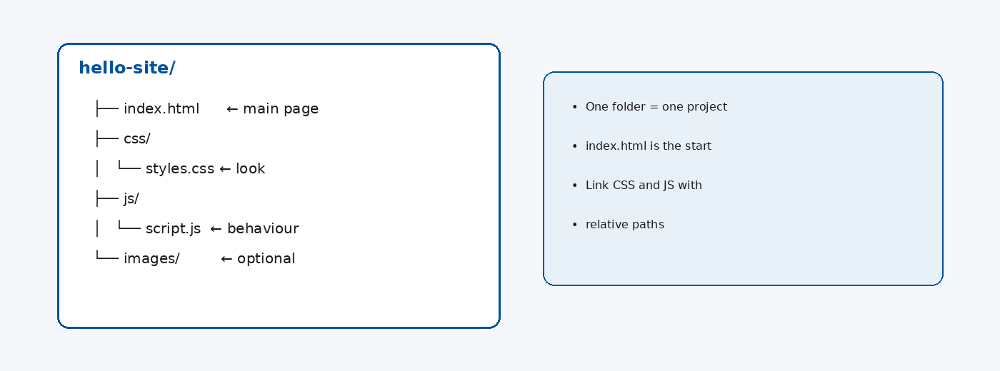 hello-site/
├── index.html      ← main page
├── css/
│   └── styles.css ← look
├── js/
│   └── script.js  ← behaviour
└── images/         ← optional
• One folder = one project
• index.html is the start
• Link CSS and JS with
• relative paths